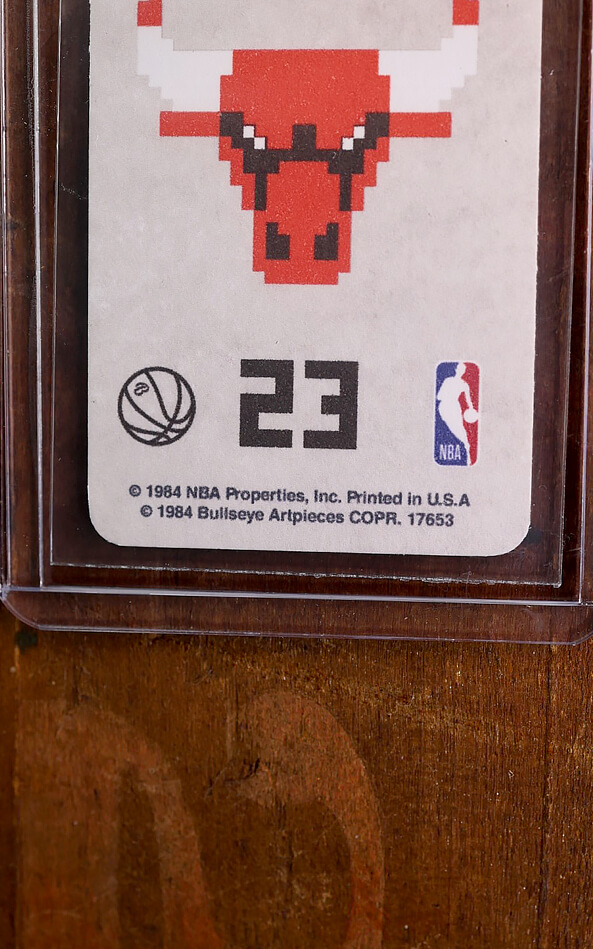 23
NBA
© 1984 NBA Properties, Inc. Printed in U.S.A
© 1984 Bullseye Artpieces COPR. 17653